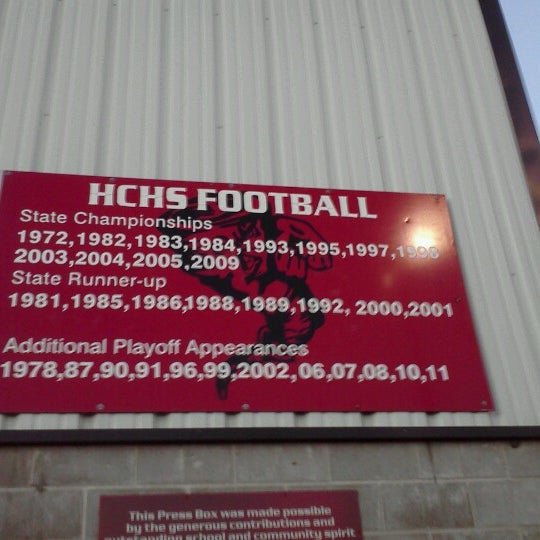 HCHS FOOTBALL
State Championships
1972,1982,1983,1984,1993,1995,1997,1998
2003,2004,2005,2009
State Runner-up
1981,1985,1986,1988,1989,1992, 2000,2001
Additional Playoff Appearances
1978,87,90,91,96,99,2002,06,07,08,10,11
This Press Box was made possible
by the generous contributions and
outstanding school and community spirit